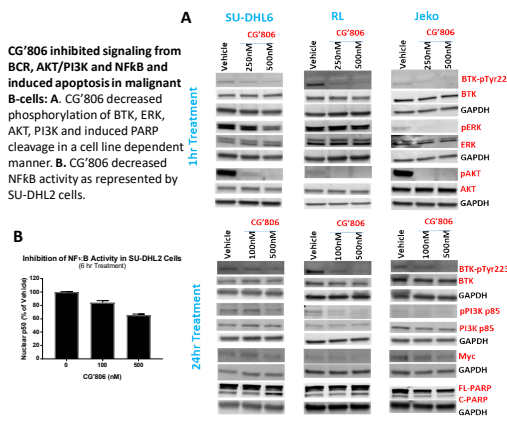 A
SU-DHL6
RL
Jeko
CG'806 inhibited signaling from
BCR, AKT/PI3K and NFkB and
induced apoptosis in malignant
B-cells: A. CG'806 decreased
phosphorylation of BTK, ERK,
AKT, PI3K and induced PARP
cleavage in a cell line dependent
manner. B. CG'806 decreased
NFkB activity as represented by
SU-DHL2 cells.
1hr Treatment
Vehicle
CG'806
250nM
500nM
Vehicle
CG'806
250nM
500nM
Vehicle
CG'806
250nM
500nM
BTK-pTyr22
BTK
GAPDH
pERK
ERK
GAPDH
pAKT
AKT
GAPDH
B
Inhibition of NFκB Activity in SU-DHL2 Cells
(6 hr Treatment)
Nuclear p50 (% of Vehicle)
120
100
80
60
40
20
0
0
100
500
CG'806 (nM)
24hr Treatment
Vehicle
CG'806
100nM
500nM
Vehicle
CG'806
100nM
500nM
Vehicle
CG'806
100nM
500nM
BTK-pTyr223
BTK
GAPDH
pPI3K p85
PI3K p85
GAPDH
Myc
GAPDH
FL-PARP
C-PARP
GAPDH